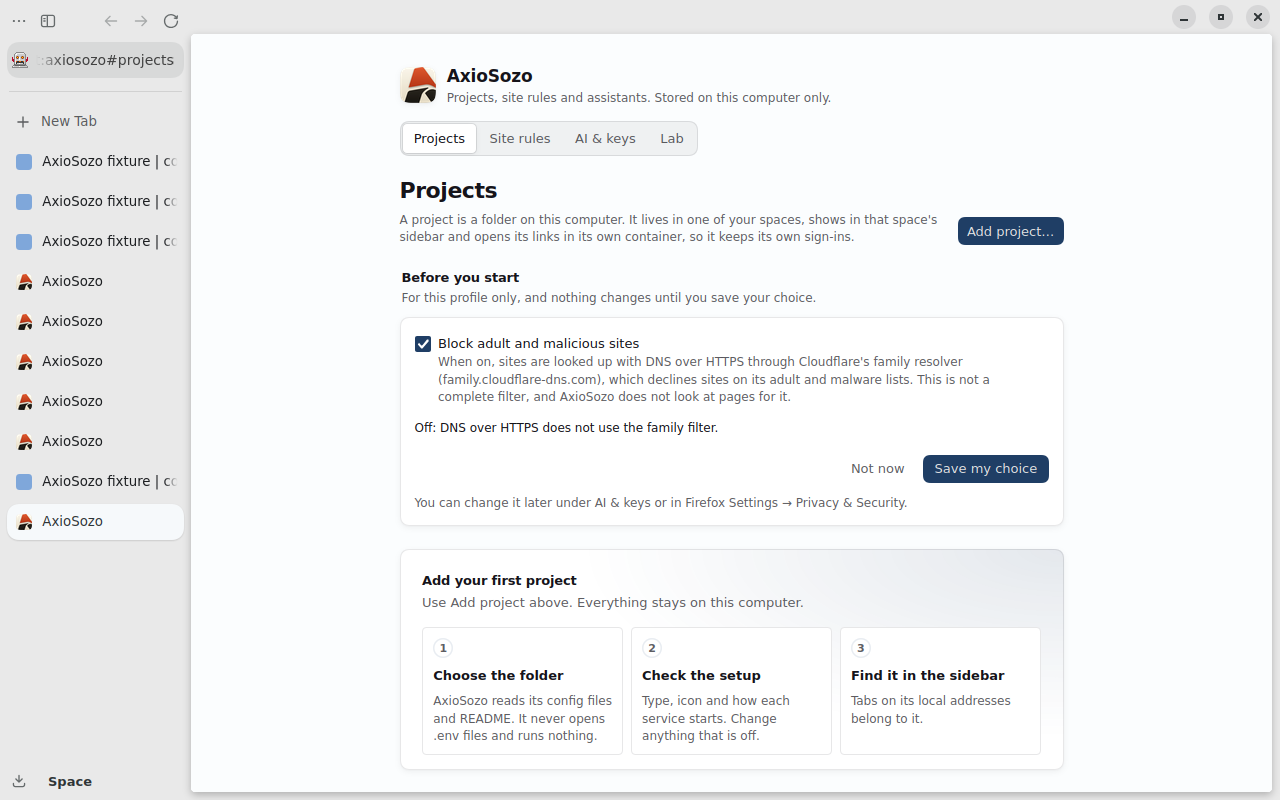 :axiosozo#projects
New Tab
AxioSozo fixture | co
AxioSozo fixture | co
AxioSozo fixture | co
AxioSozo
AxioSozo
AxioSozo
AxioSozo
AxioSozo
AxioSozo fixture | co
AxioSozo
Space
AxioSozo
Projects, site rules and assistants. Stored on this computer only.
Projects
Site rules
AI & keys
Lab
Projects
A project is a folder on this computer. It lives in one of your spaces, shows in that space's
sidebar and opens its links in its own container, so it keeps its own sign-ins.
Add project…
Before you start
For this profile only, and nothing changes until you save your choice.
Block adult and malicious sites
When on, sites are looked up with DNS over HTTPS through Cloudflare's family resolver
(family.cloudflare-dns.com), which declines sites on its adult and malware lists. This is not a
complete filter, and AxioSozo does not look at pages for it.
Off: DNS over HTTPS does not use the family filter.
Not now
Save my choice
You can change it later under AI & keys or in Firefox Settings → Privacy & Security.
Add your first project
Use Add project above. Everything stays on this computer.
1
Choose the folder
AxioSozo reads its config files
and README. It never opens
.env files and runs nothing.
2
Check the setup
Type, icon and how each
service starts. Change
anything that is off.
3
Find it in the sidebar
Tabs on its local addresses
belong to it.